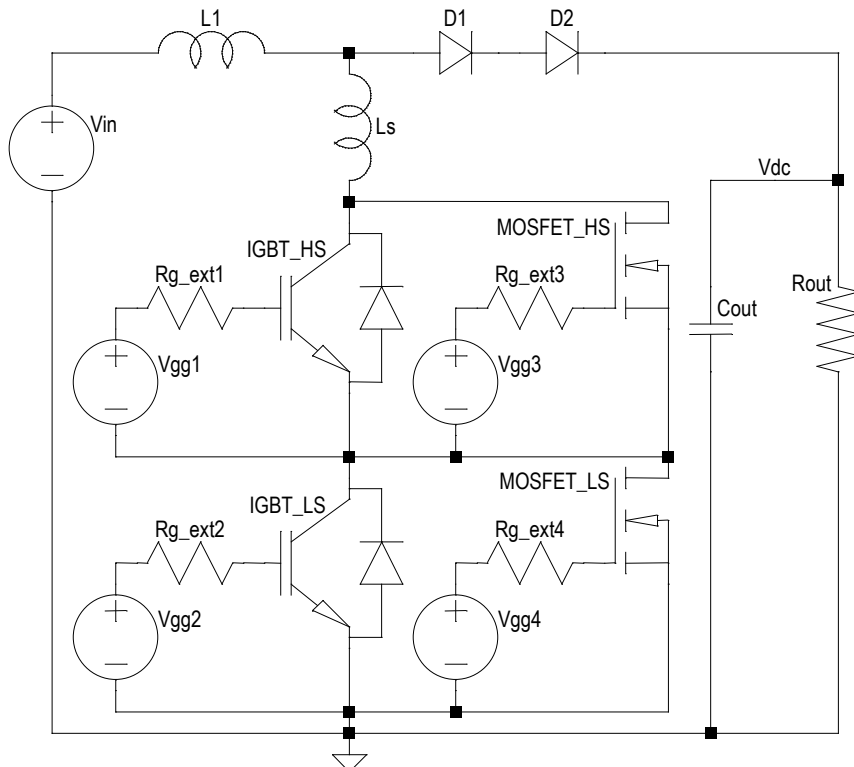 L1
D1
D2
Vin
Ls
Vdc
IGBT_HS
MOSFET_HS
Rg_ext1
Rg_ext3
Rout
Cout
Vgg1
Vgg3
IGBT_LS
MOSFET_LS
Rg_ext2
Rg_ext4
Vgg2
Vgg4